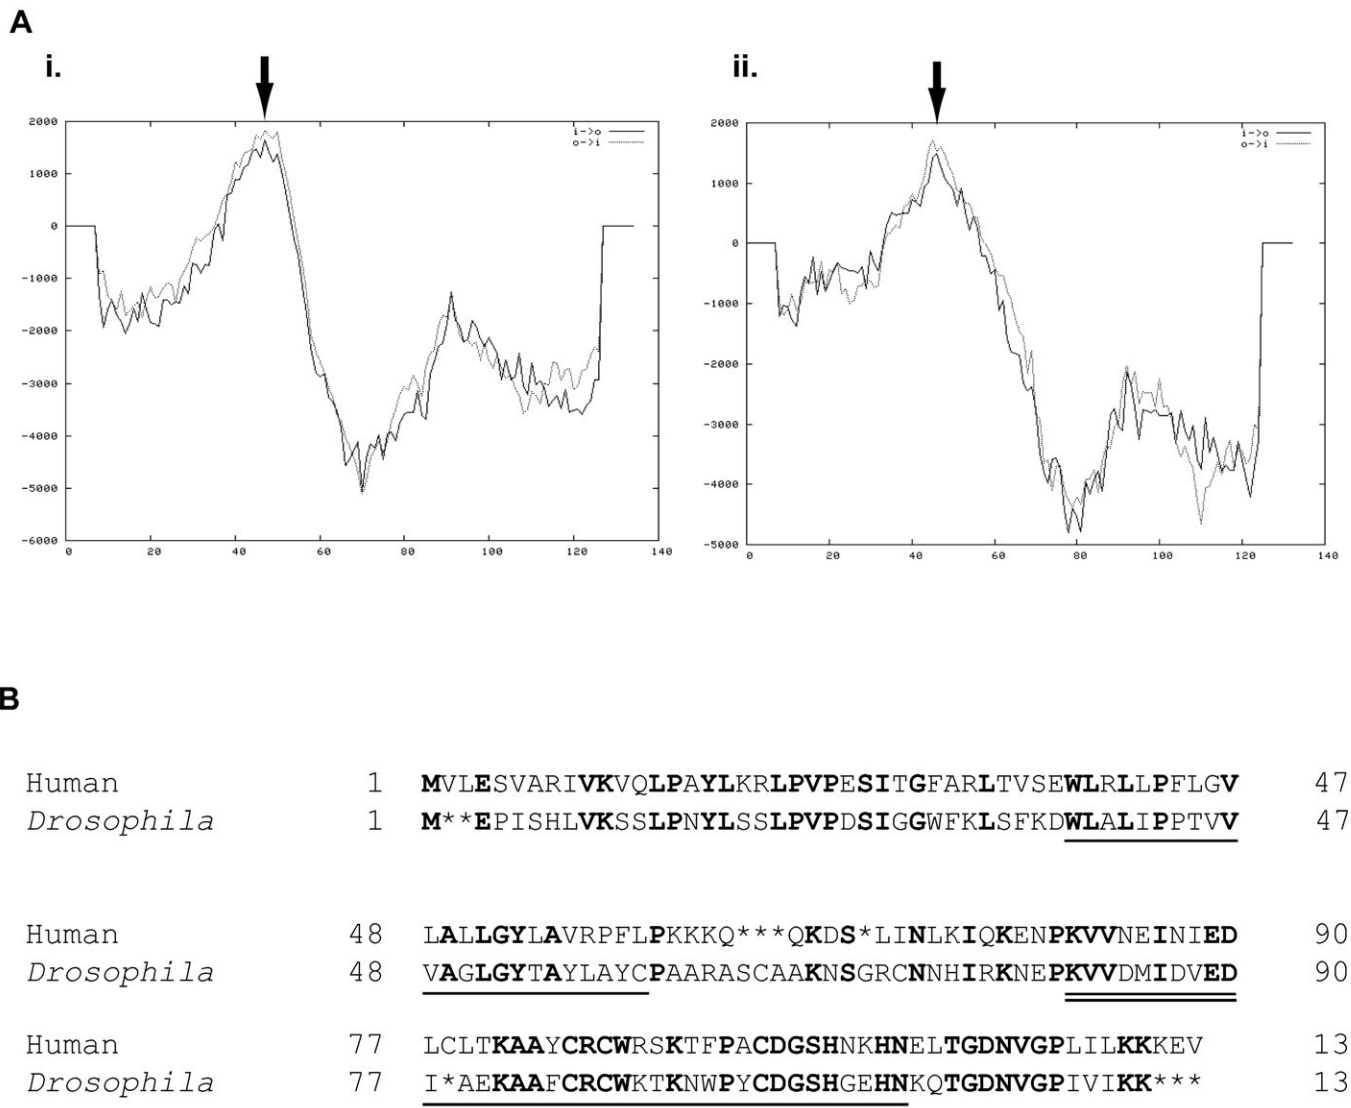 A
i.
ii.
2000
1000
0
-1000
-2000
-3000
-4000
-5000
-6000
0 20 40 60 80 100 120 140
i->o
o->i
2000
1000
0
-1000
-2000
-3000
-4000
-5000
0 20 40 60 80 100 120 140
i->o
o->i
B
Human 1 MVLESVARIVKVQLPAYLKRLPVPESITGFARLTVSEWLRLLPFLGV 47
Drosophila 1 M**EPISHLVKSSLPNYLSSLPVPDSIGGWFKLSFKDWLALIPPTVV 47
Human 48 LALLGYLAVRPFLPKKKQ***QKDS*LINLKIQKENPKVVNEINIED 90
Drosophila 48 VAGLGYTAYLAYCPAARASCAAKNSGRCNNHIRKNEPKVVDMIDVED 90
Human 77 LCLTKAAYCRCWRSKTFPACDGSHNKHNELTGDNVGPLILKKKEV 13
Drosophila 77 I*AEKAAFCRCWKTKNWPYCDGSHGEHNKQTGDNVGPIVIKK*** 13